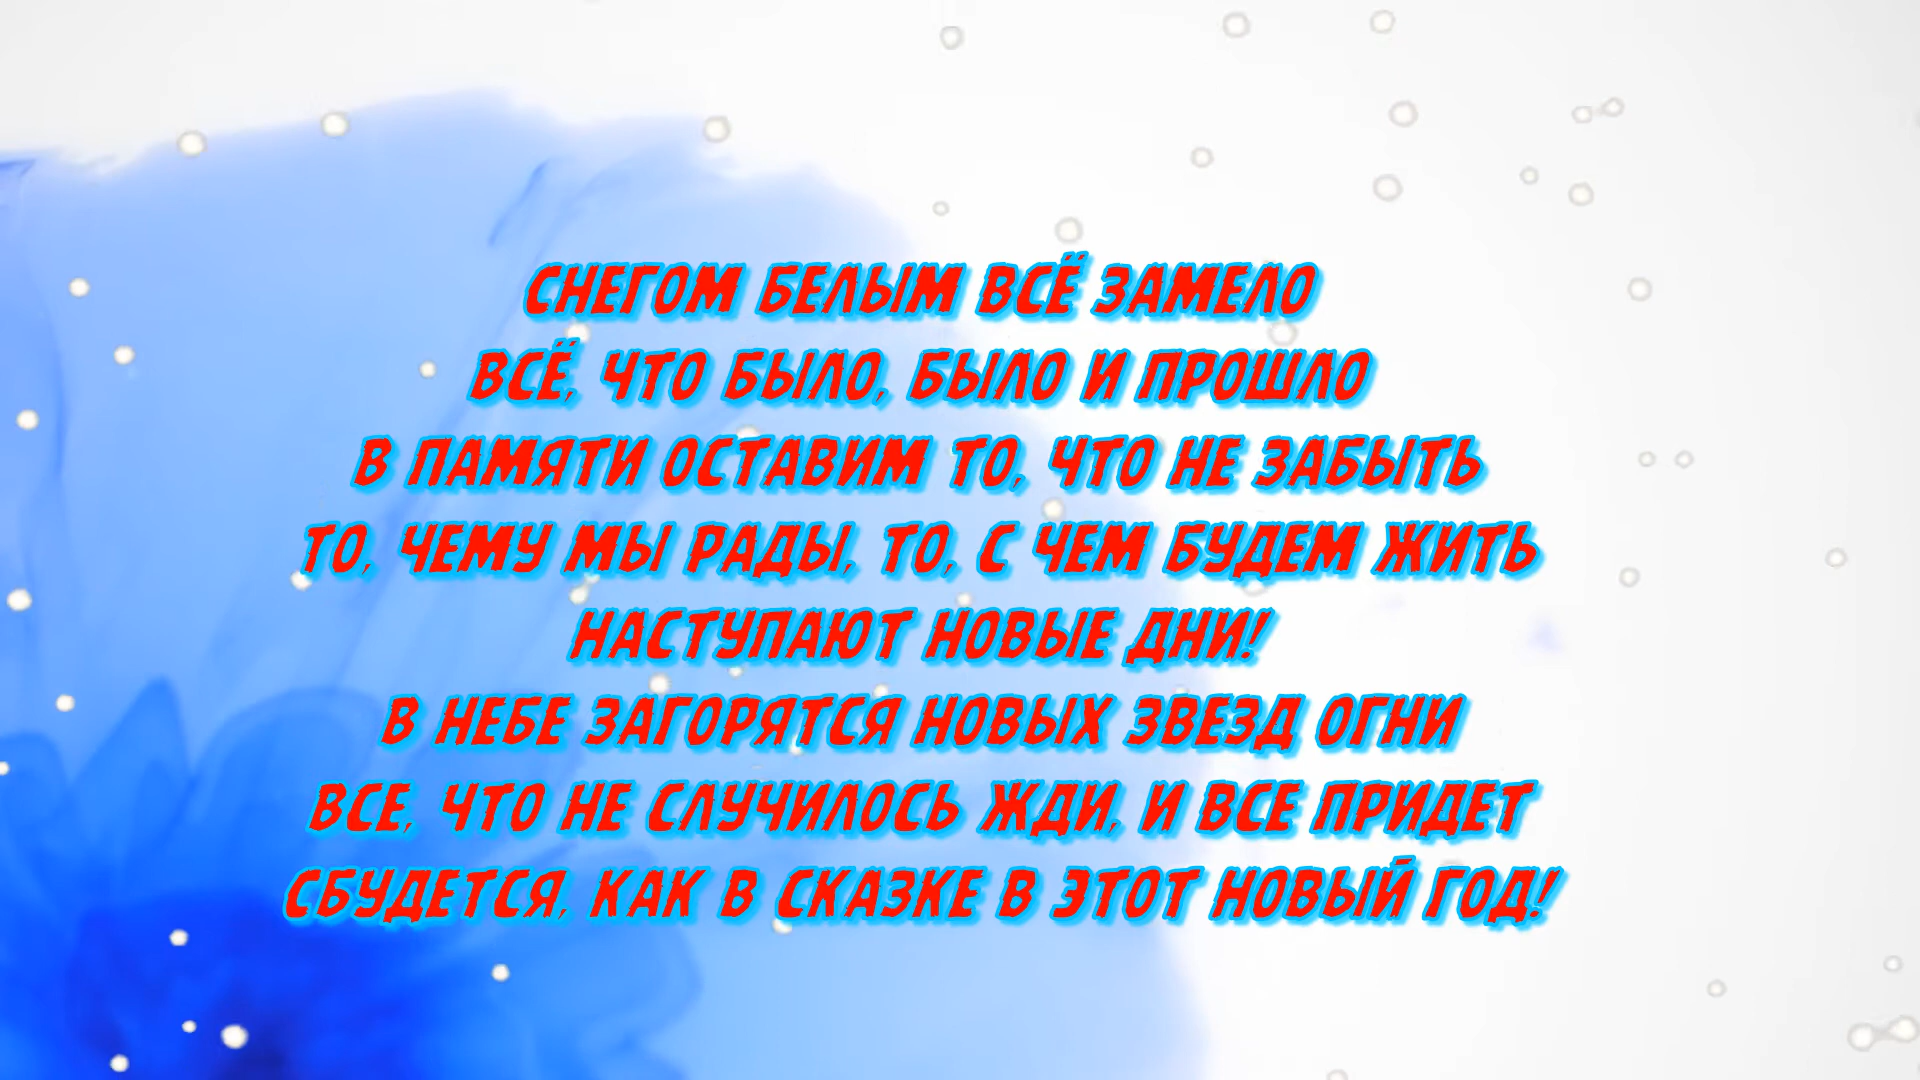 СНЕГОМ БЕЛЫМ ВСЁ ЗАМЕЛО
ВСЁ, ЧТО БЫЛО, БЫЛО И ПРОШЛО
В ПАМЯТИ ОСТАВИМ ТО, ЧТО НЕ ЗАБЫТЬ
ТО, ЧЕМУ МЫ РАДЫ, ТО, С ЧЕМ БУДЕМ ЖИТЬ
НАСТУПАЮТ НОВЫЕ ДНИ!
В НЕБЕ ЗАГОРЯТСЯ НОВЫХ ЗВЕЗД ОГНИ
ВСЕ, ЧТО НЕ СЛУЧИЛОСЬ ЖДИ, И ВСЕ ПРИДЕТ
СБУДЕТСЯ, КАК В СКАЗКЕ В ЭТОТ НОВЫЙ ГОД!